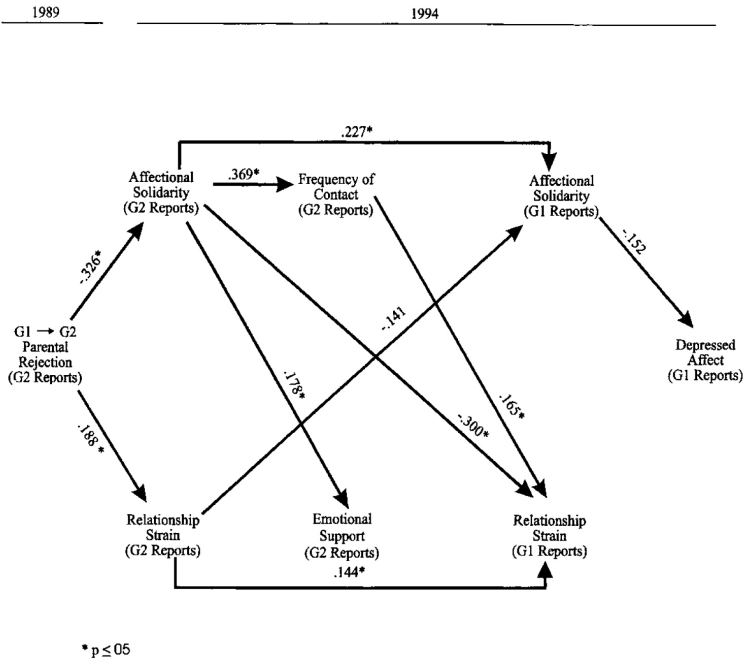 1989
1994
.227*
Affectional
Solidarity
(G2 Reports)
.369*
Frequency of
Contact
(G2 Reports)
Affectional
Solidarity
(G1 Reports)
-.152
-.326*
-.141
G1 → G2
Parental
Rejection
(G2 Reports)
Depressed
Affect
(G1 Reports)
.178*
.165*
-.300*
.188*
Relationship
Strain
(G2 Reports)
Emotional
Support
(G2 Reports)
Relationship
Strain
(G1 Reports)
.144*
* p ≤ 05